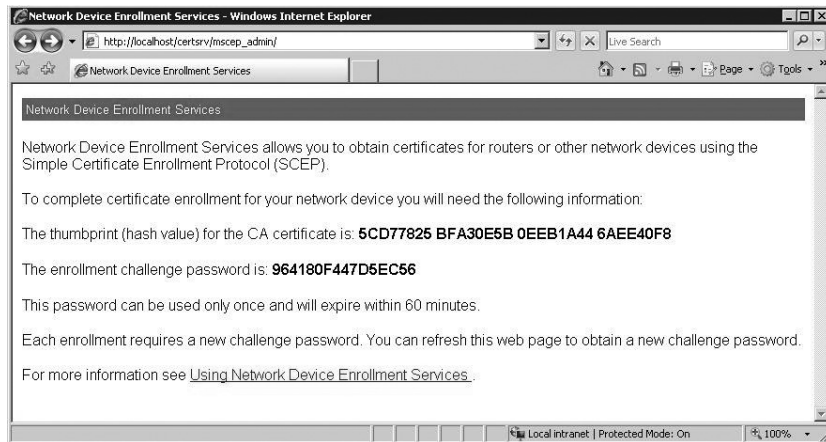 Network Device Enrollment Services - Windows Internet Explorer
http://localhost/certsrv/mscep_admin/
Live Search
Network Device Enrollment Services
Page
Tools
Network Device Enrollment Services
Network Device Enrollment Services allows you to obtain certificates for routers or other network devices using the
Simple Certificate Enrollment Protocol (SCEP).
To complete certificate enrollment for your network device you will need the following information:
The thumbprint (hash value) for the CA certificate is: 5CD77825 BFA30E5B 0EEB1A44 6AEE40F8
The enrollment challenge password is: 964180F447D5EC56
This password can be used only once and will expire within 60 minutes.
Each enrollment requires a new challenge password. You can refresh this web page to obtain a new challenge password.
For more information see Using Network Device Enrollment Services .
Local intranet | Protected Mode: On
100%